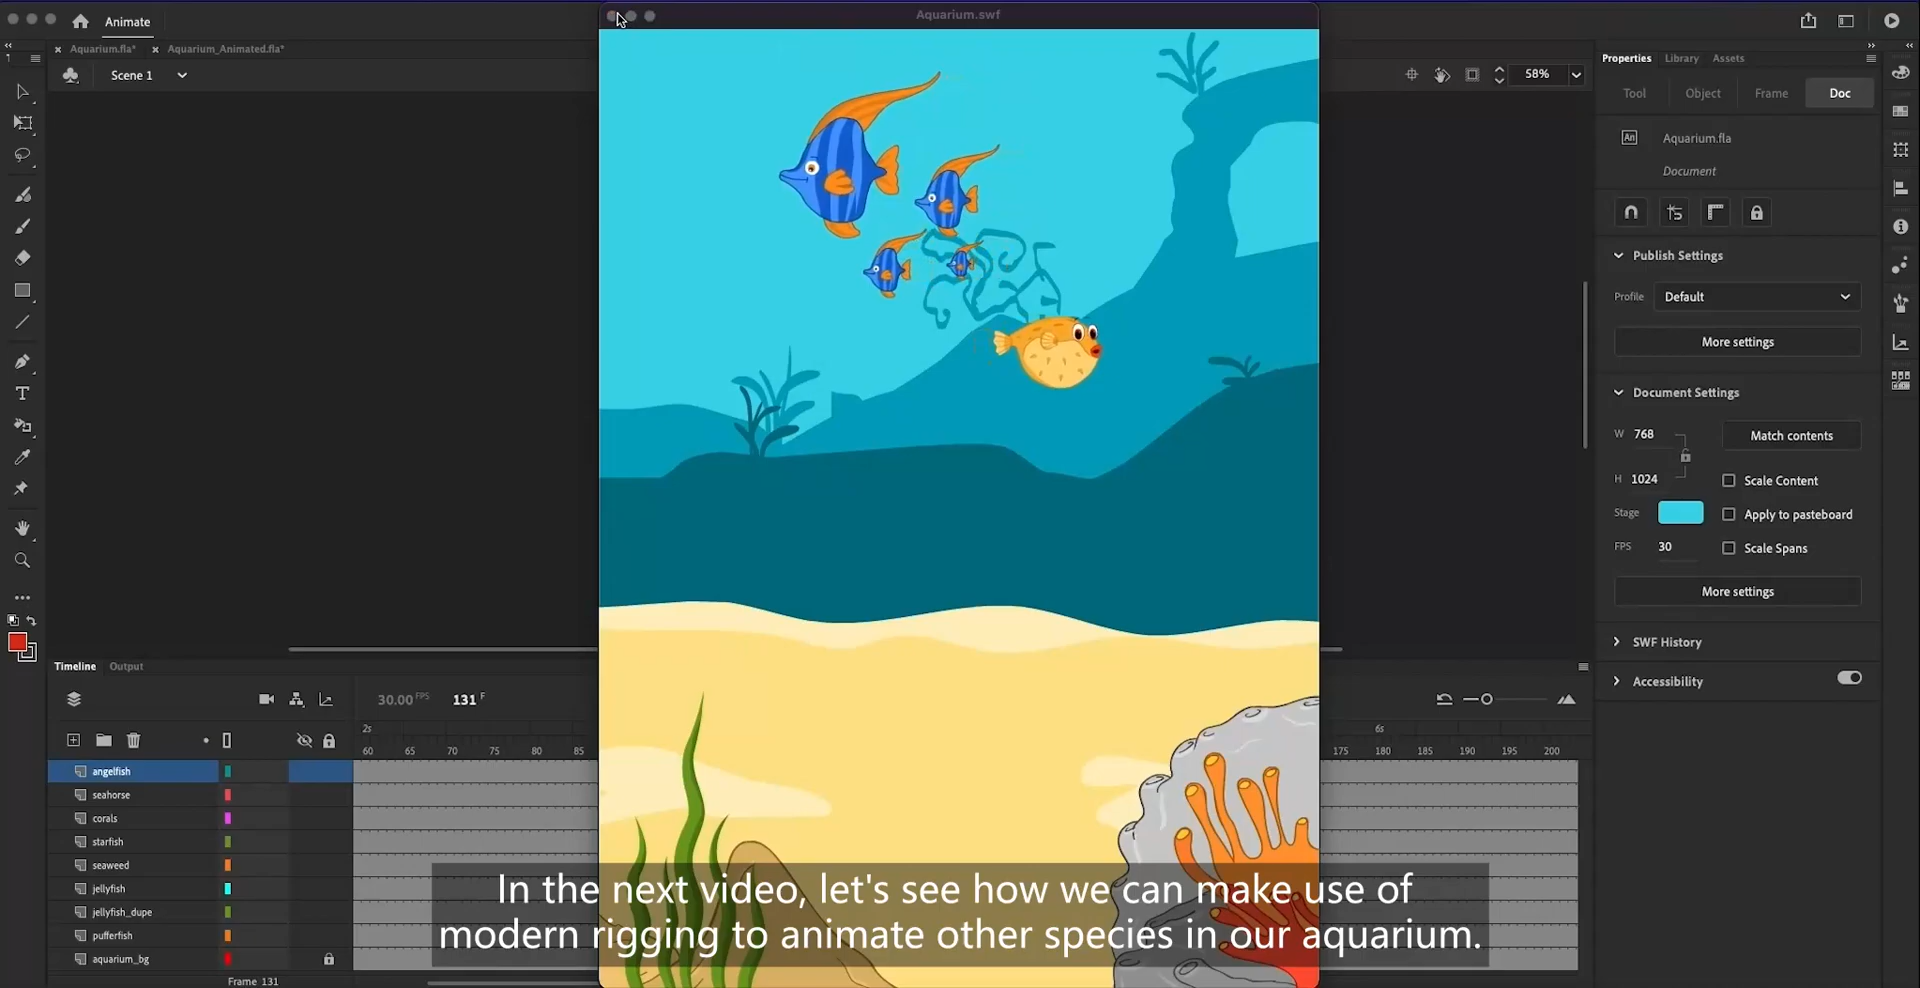 Animate
Aquarium.swf
Aquarium.fla*
Aquarium_Animated.fla*
Scene 1
58%
Properties
Library
Assets
Tool
Object
Frame
Doc
An
Aquarium.fla
Document
Publish Settings
Profile
Default
More settings
Document Settings
W 768
Match contents
H 1024
Scale Content
Stage
Apply to pasteboard
FPS 30
Scale Spans
More settings
SWF History
Accessibility
Timeline
Output
30.00 FPS
131 F
2s
6s
60 65 70 75 80 85
175 180 185 190 195 200
angelfish
seahorse
corals
starfish
seaweed
jellyfish
jellyfish_dupe
pufferfish
aquarium_bg
Frame 131
In the next video, let's see how we can make use of
modern rigging to animate other species in our aquarium.